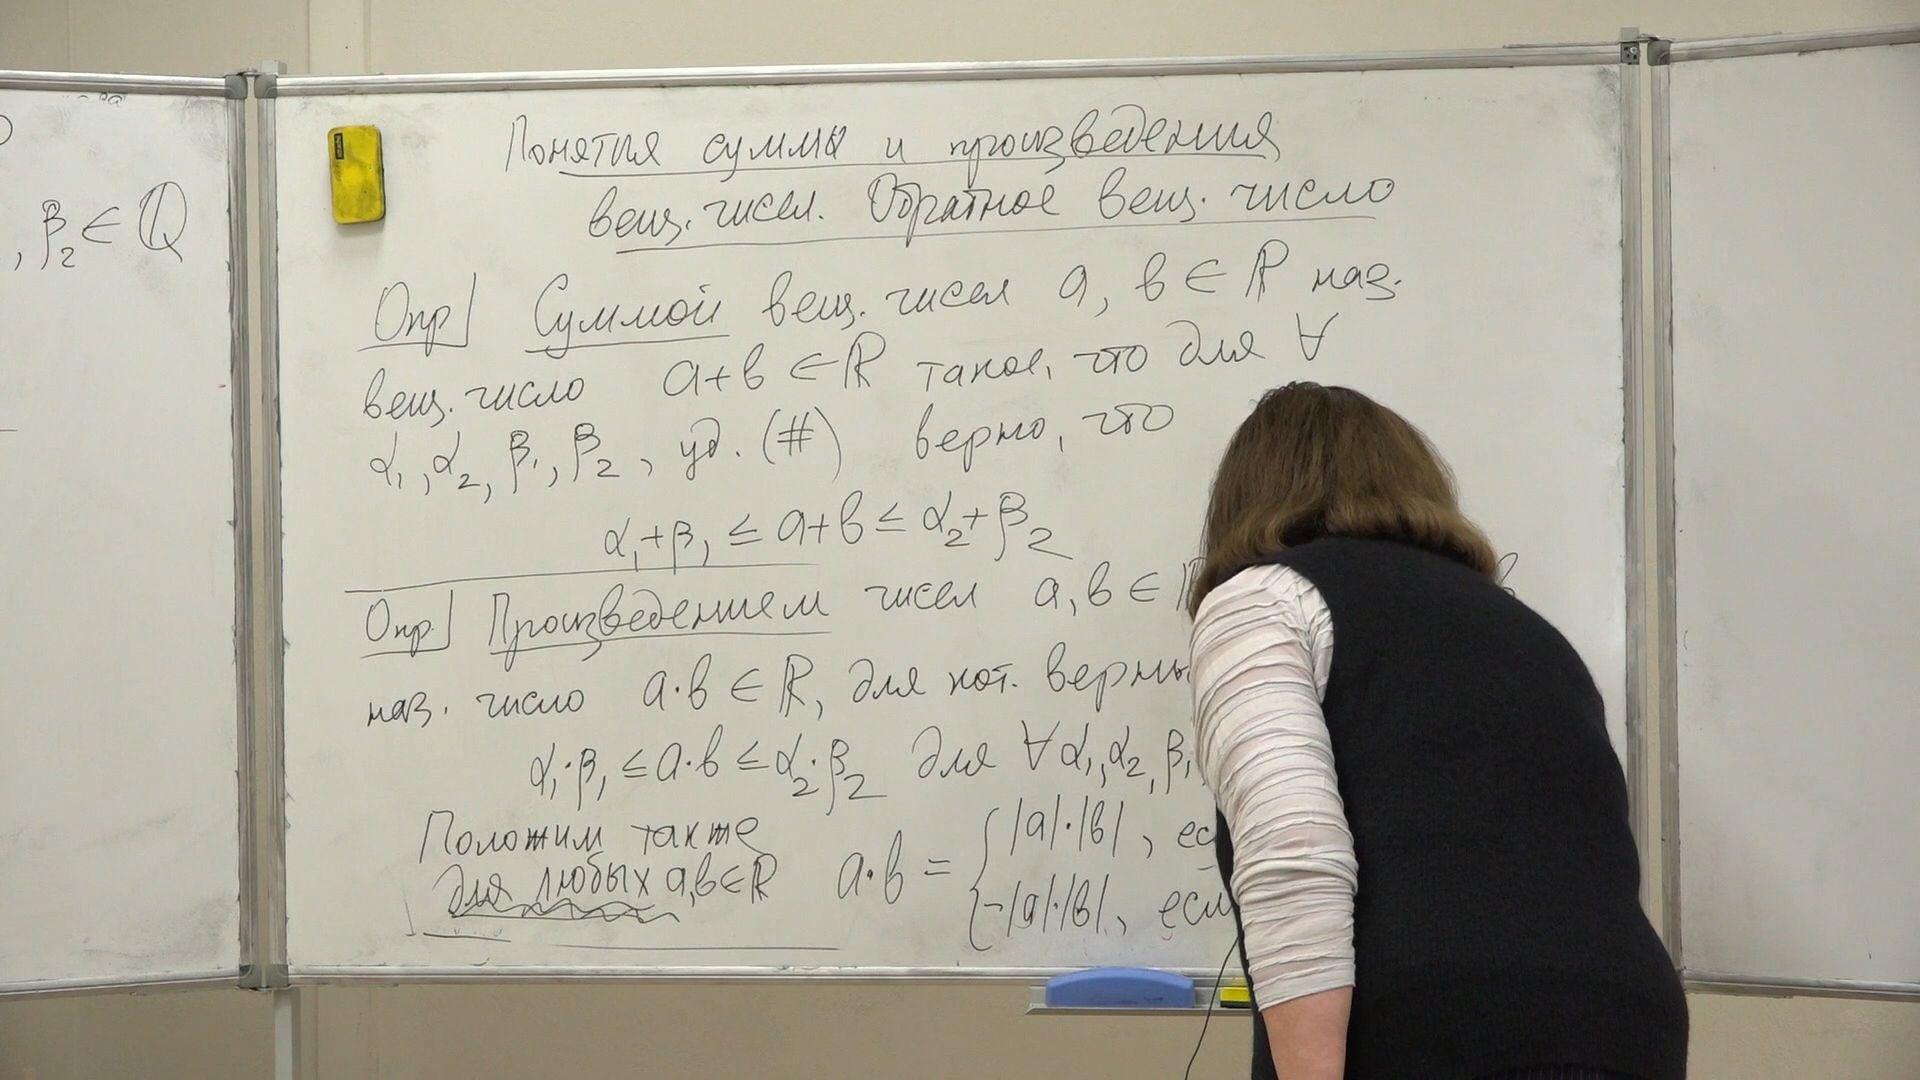 , β₂ ∈ ℚ
Понятия суммы и произведения
вещ. чисел. Обратное вещ. число
Опр Суммой вещ. чисел a, b ∈ ℝ наз.
вещ. число a+b ∈ ℝ такое, что для ∀
α₁, α₂, β₁, β₂, уд. (#) верно, что
α₁+β₁ ≤ a+b ≤ α₂+β₂
Опр. Произведением чисел a, b ∈
наз. число a·b ∈ ℝ, для кот. верны
α₁·β₁ ≤ a·b ≤ α₂·β₂ для ∀ α₁, α₂, β₁
Положим также
для любых a,b∈ℝ a·b = { |a|·|b|,
-|a|·|b|,